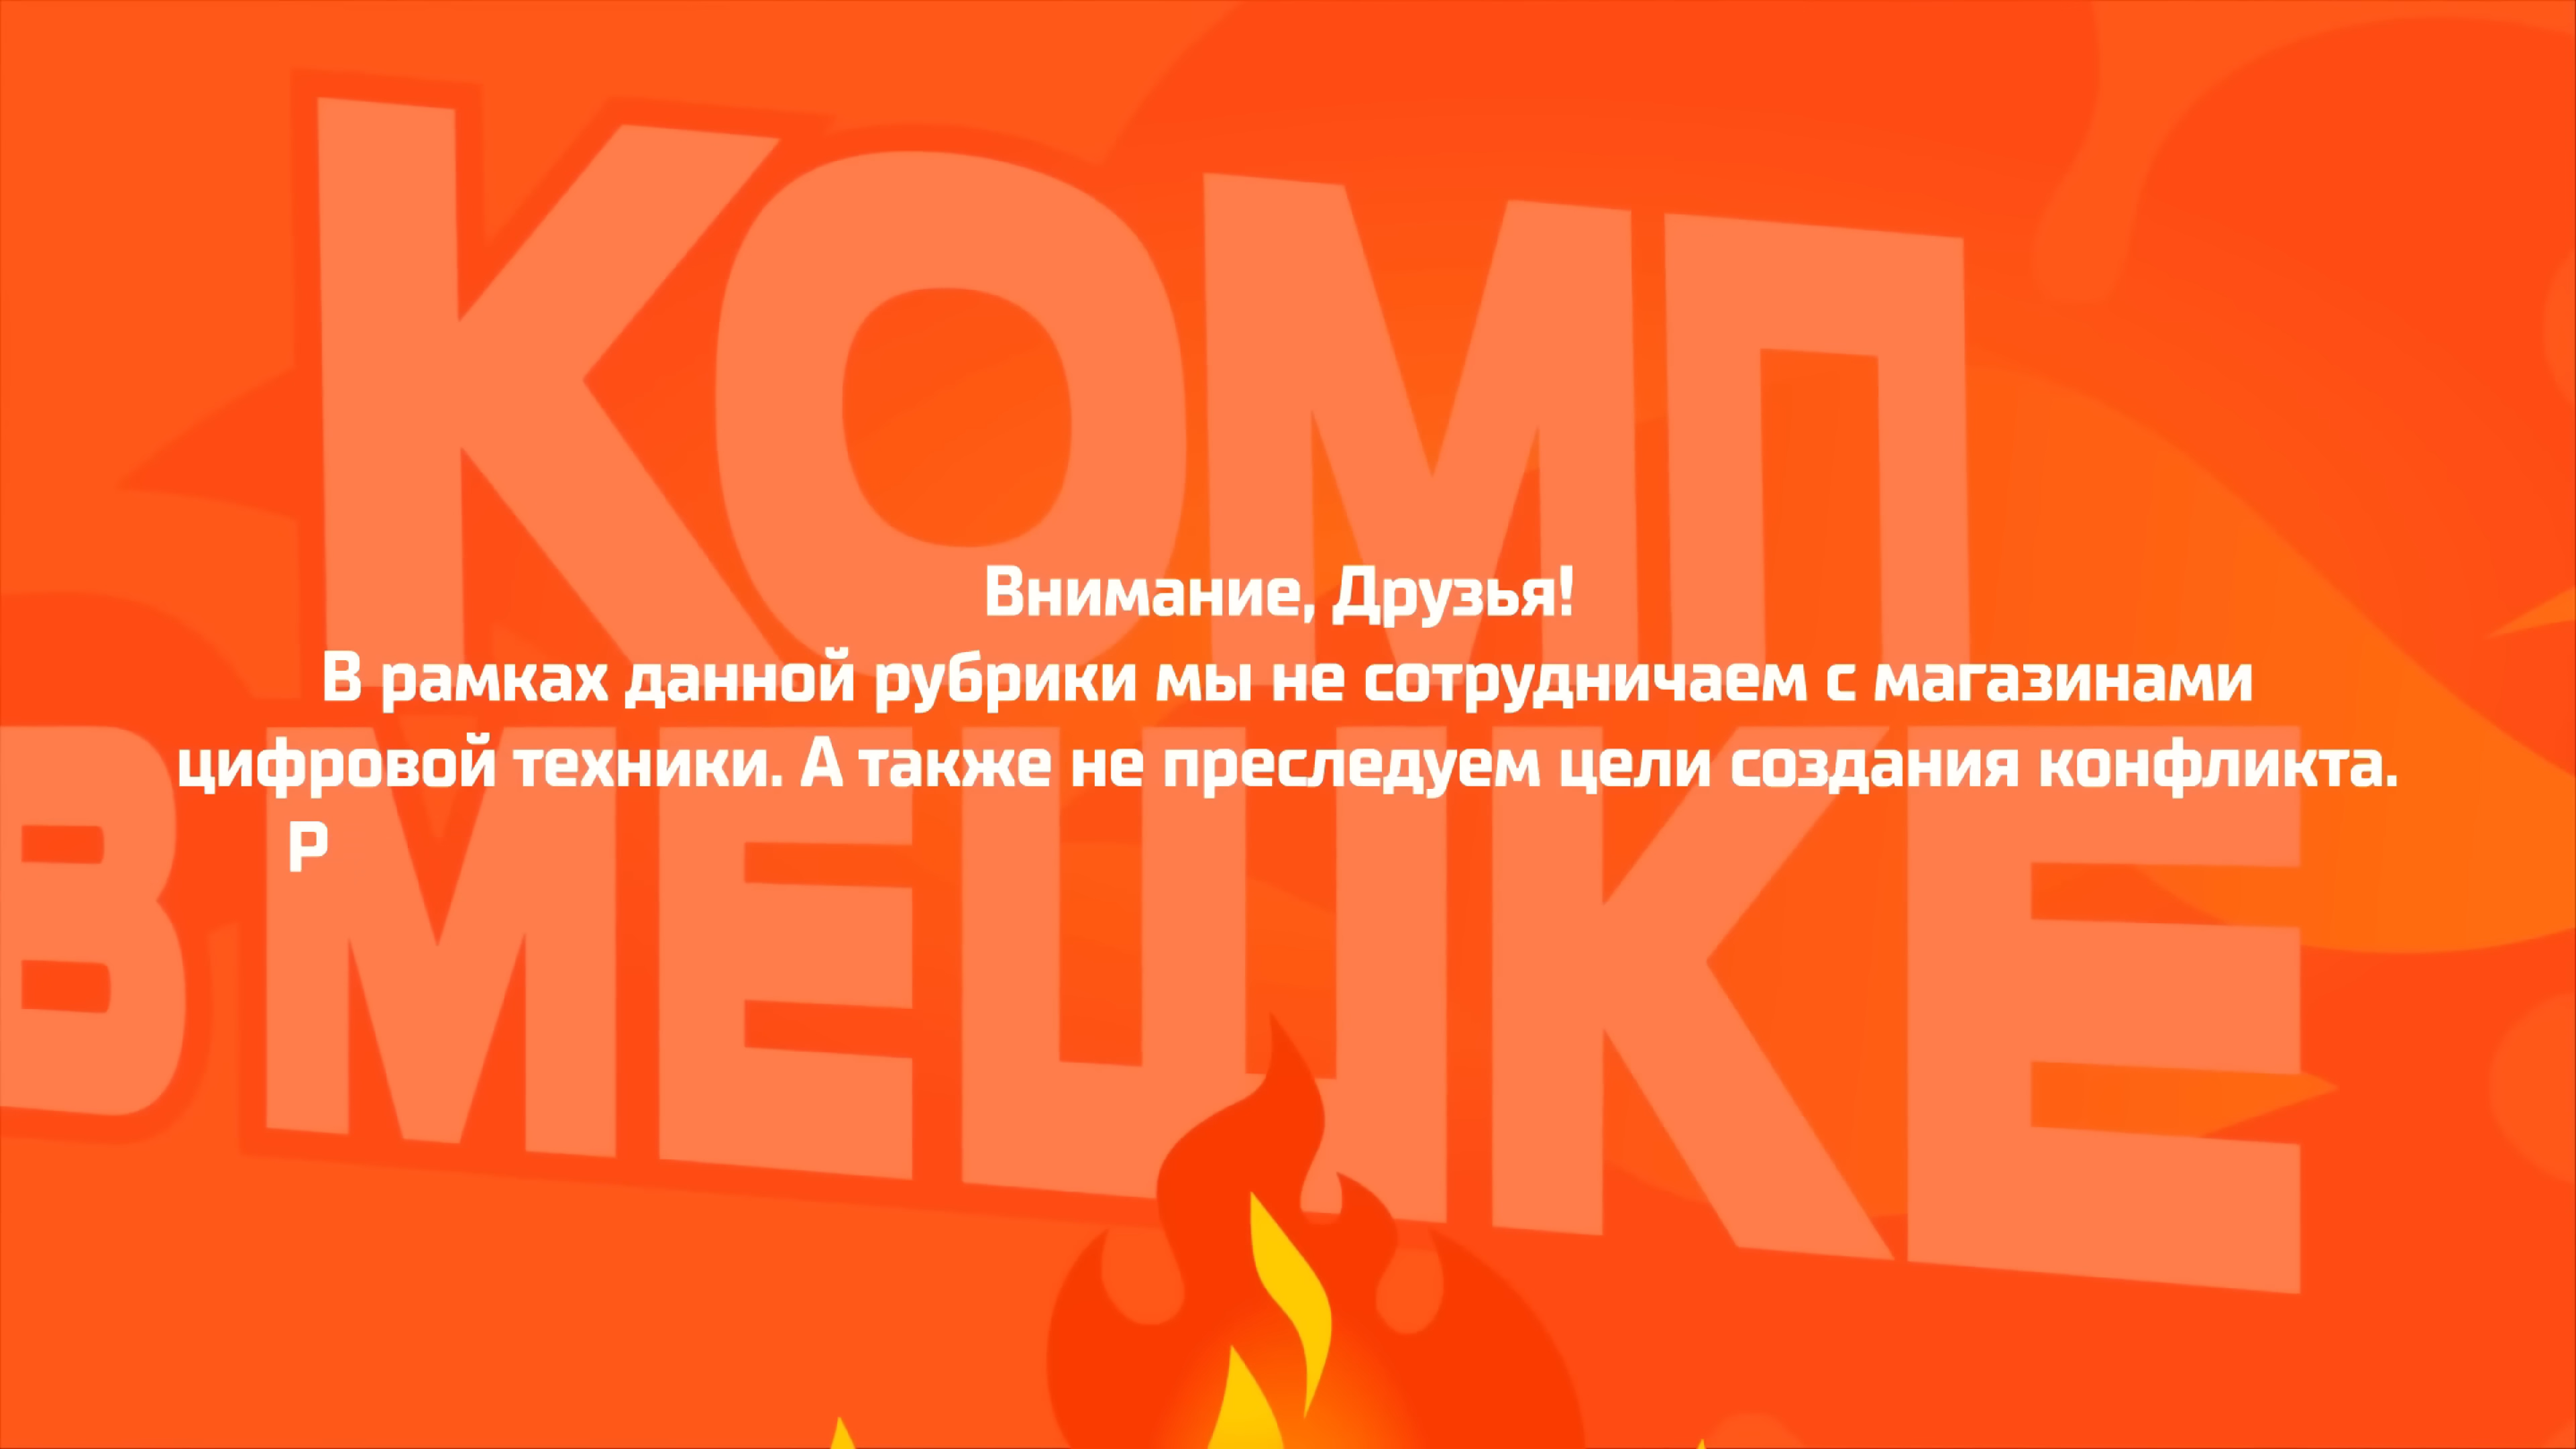 КОМП
В МЕШКЕ
Внимание, Друзья!
В рамках данной рубрики мы не сотрудничаем с магазинами
цифровой техники. А также не преследуем цели создания конфликта.
Р